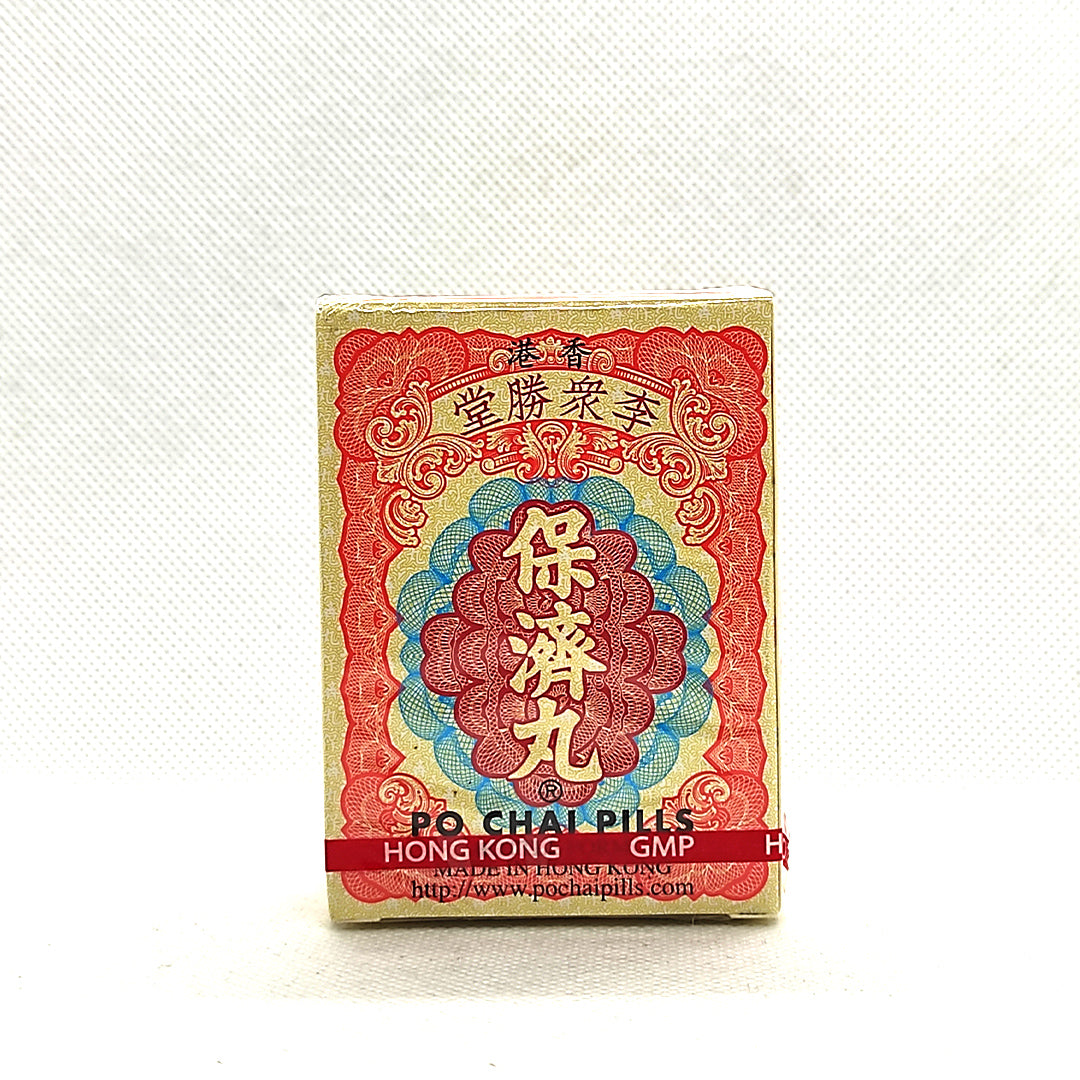 香港
李衆勝堂
保濟丸
®
PO CHAI PILLS
HONG KONG GMP H
MADE IN HONG KONG
http://www.pochaipills.com